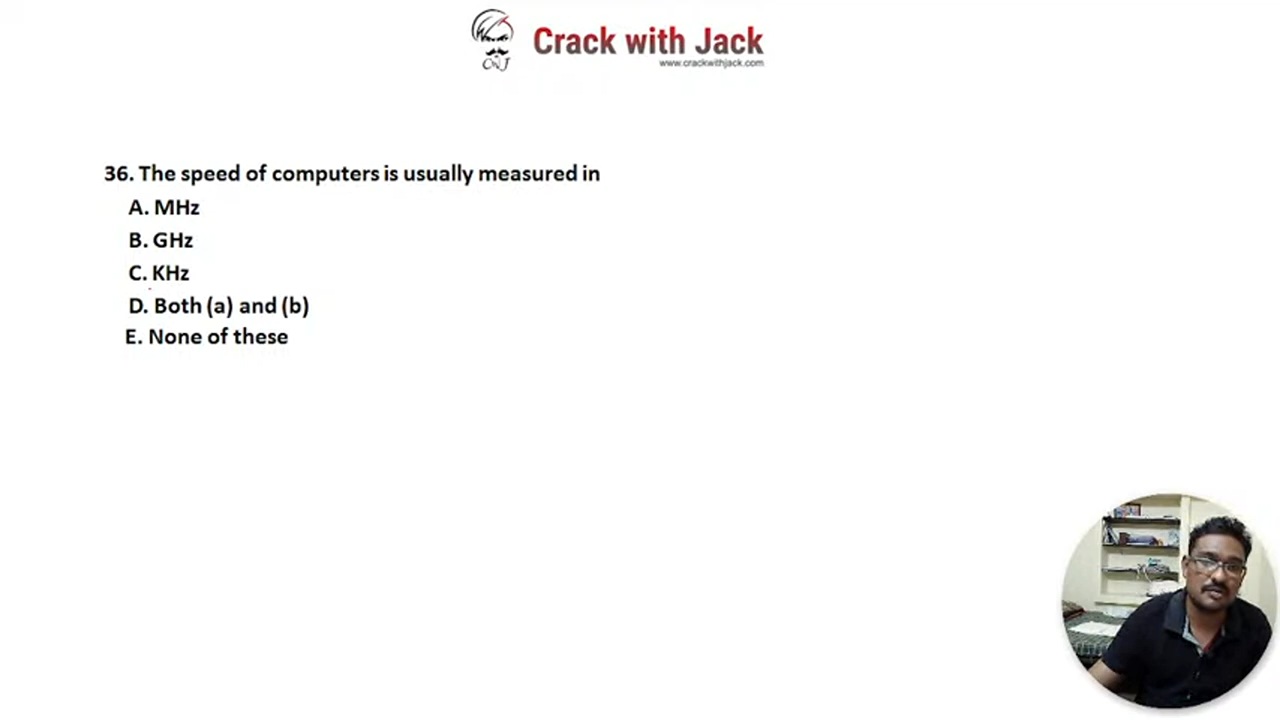 Crack with Jack
www.crackwithjack.com
36. The speed of computers is usually measured in
A. MHz
B. GHz
C. KHz
D. Both (a) and (b)
E. None of these